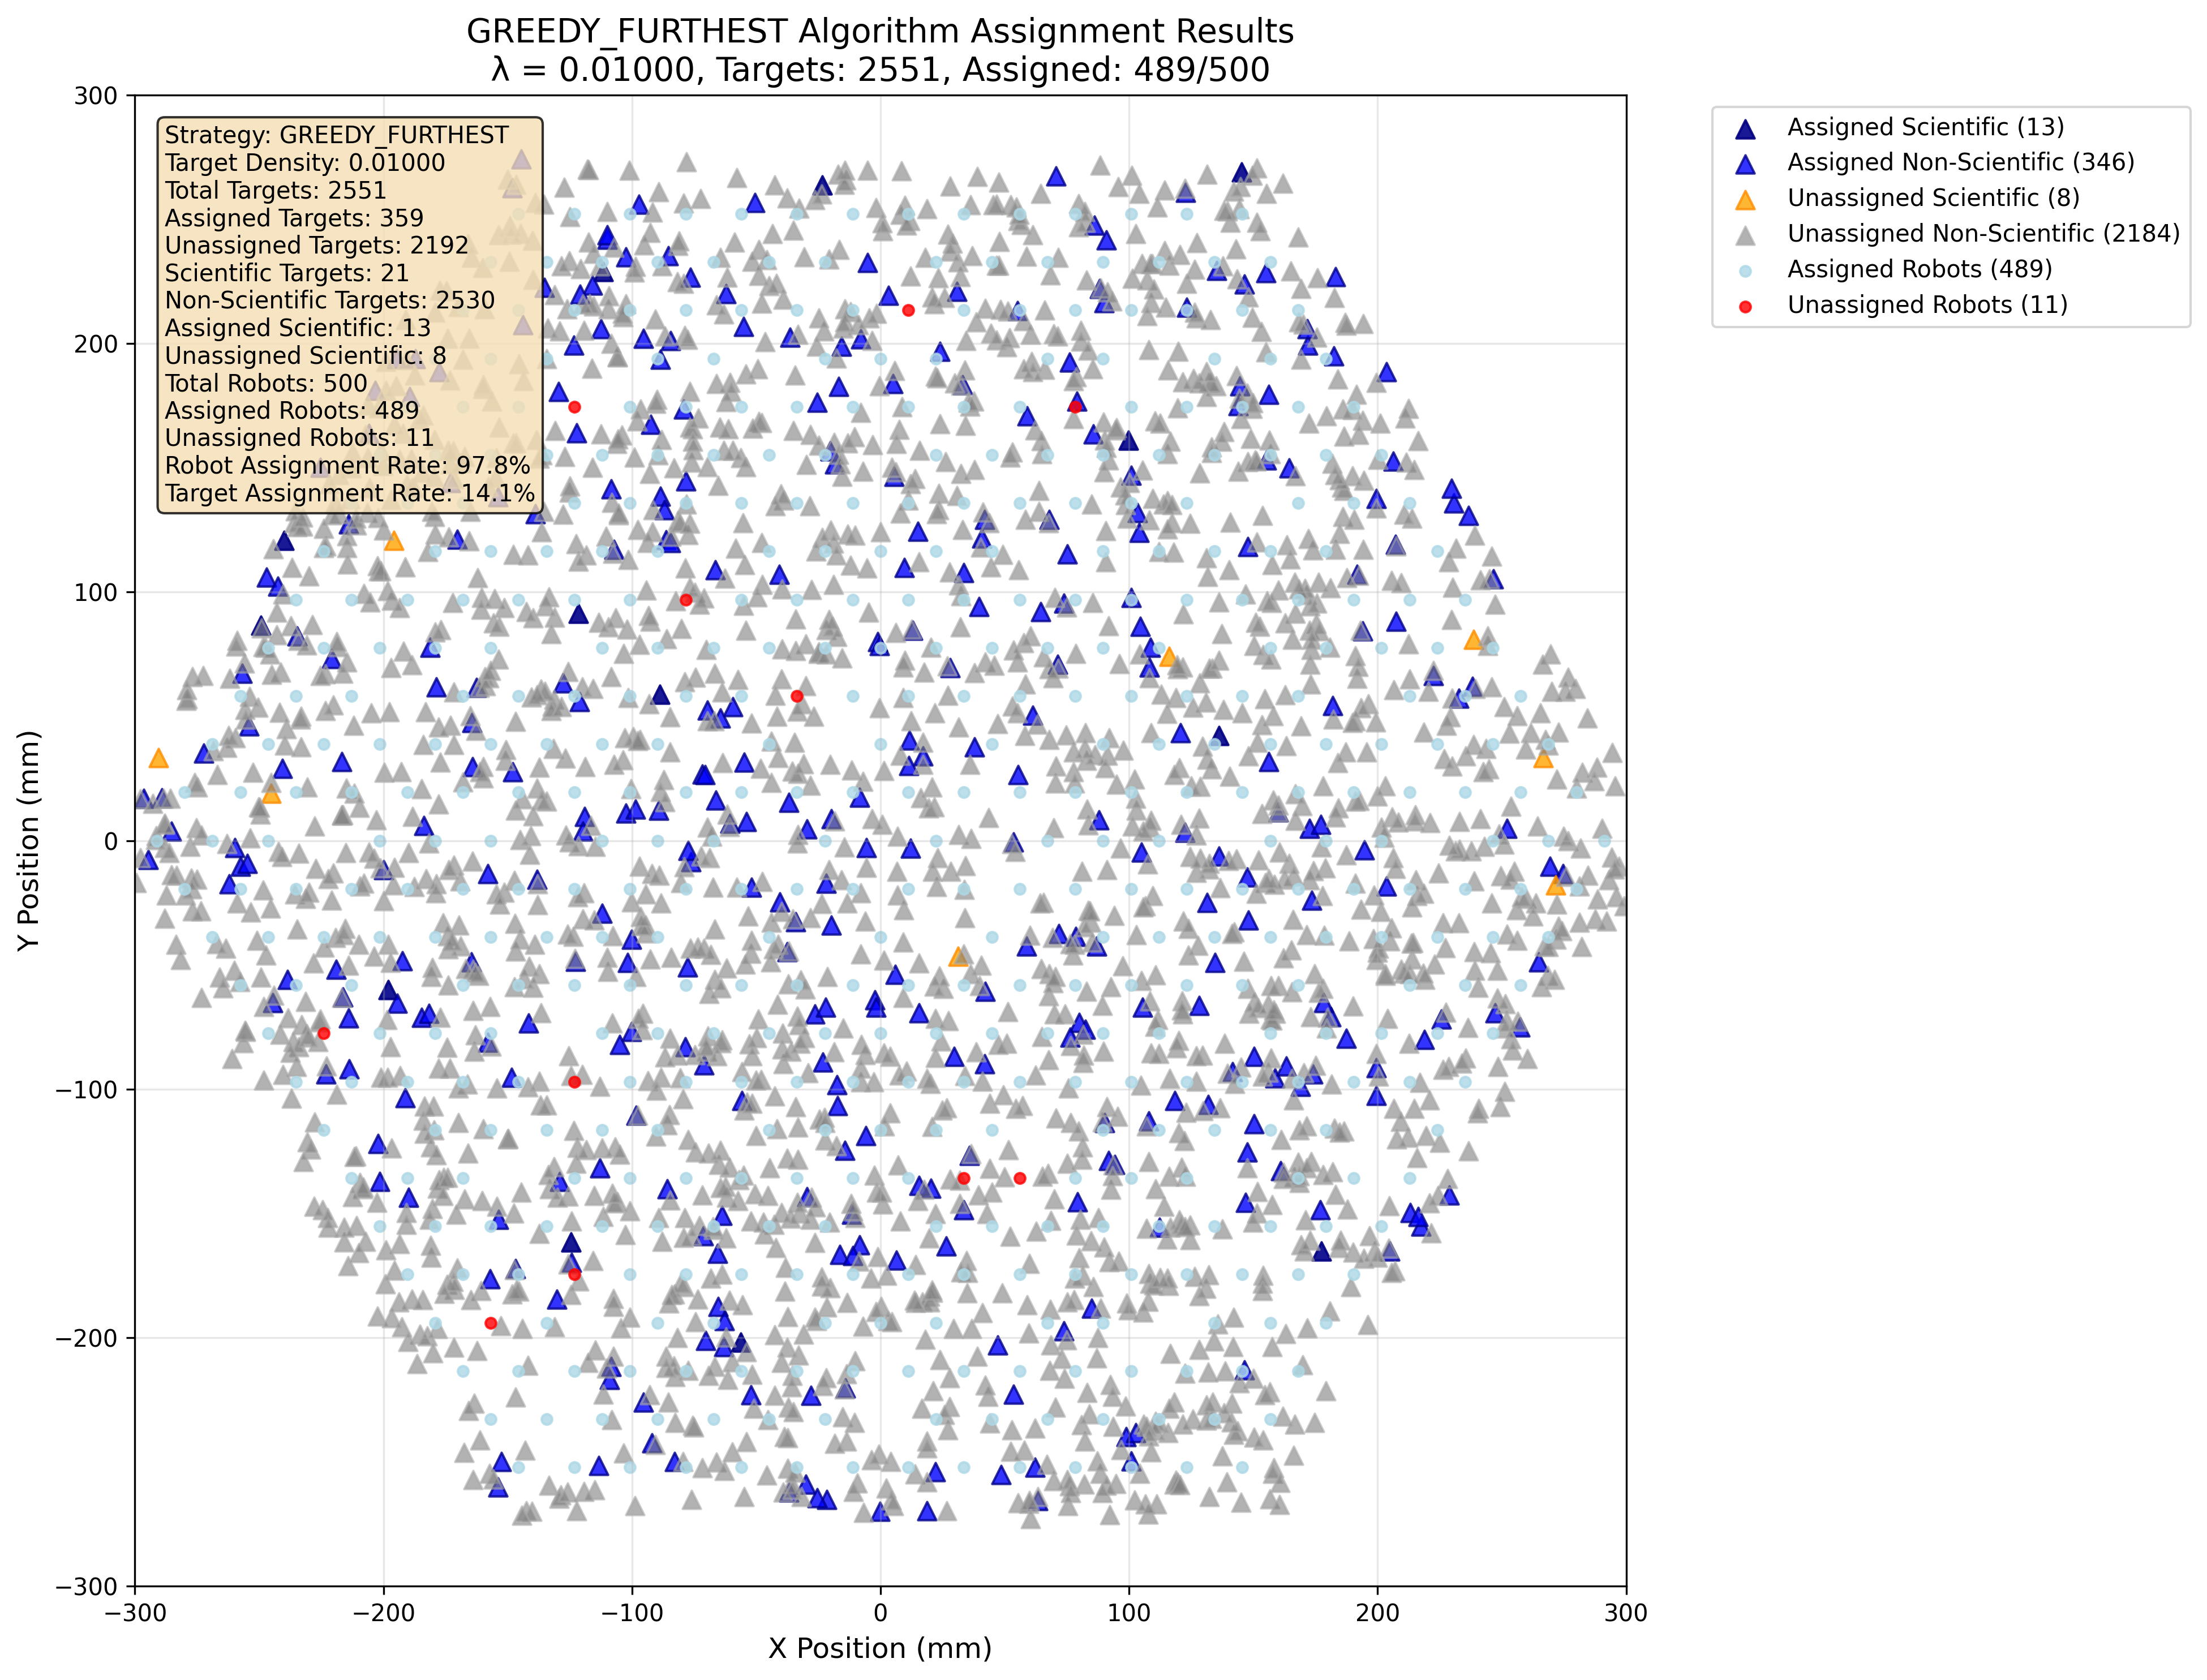 GREEDY_FURTHEST Algorithm Assignment Results
λ = 0.01000, Targets: 2551, Assigned: 489/500
Strategy: GREEDY_FURTHEST
Target Density: 0.01000
Total Targets: 2551
Assigned Targets: 359
Unassigned Targets: 2192
Scientific Targets: 21
Non-Scientific Targets: 2530
Assigned Scientific: 13
Unassigned Scientific: 8
Total Robots: 500
Assigned Robots: 489
Unassigned Robots: 11
Robot Assignment Rate: 97.8%
Target Assignment Rate: 14.1%
Assigned Scientific (13)
Assigned Non-Scientific (346)
Unassigned Scientific (8)
Unassigned Non-Scientific (2184)
Assigned Robots (489)
Unassigned Robots (11)
300
200
100
0
−100
−200
−300
Y Position (mm)
−300
−200
−100
0
100
200
300
X Position (mm)